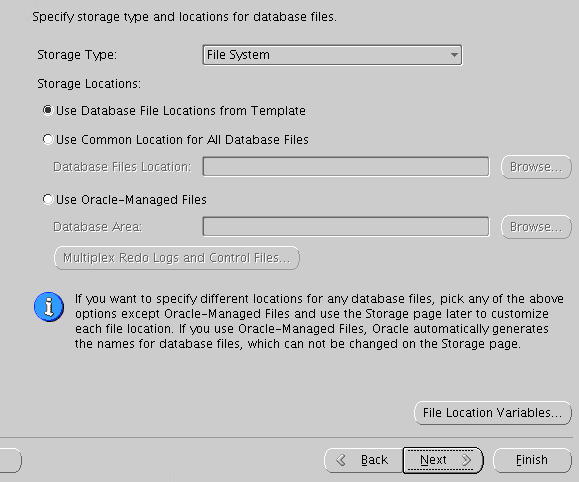 Specify storage type and locations for database files.
Storage Type: File System
Storage Locations:
Use Database File Locations from Template
Use Common Location for All Database Files
Database Files Location: Browse...
Use Oracle-Managed Files
Database Area: Browse...
Multiplex Redo Logs and Control Files...
If you want to specify different locations for any database files, pick any of the above
options except Oracle-Managed Files and use the Storage page later to customize
each file location. If you use Oracle-Managed Files, Oracle automatically generates
the names for database files, which can not be changed on the Storage page.
File Location Variables...
Back Next Finish